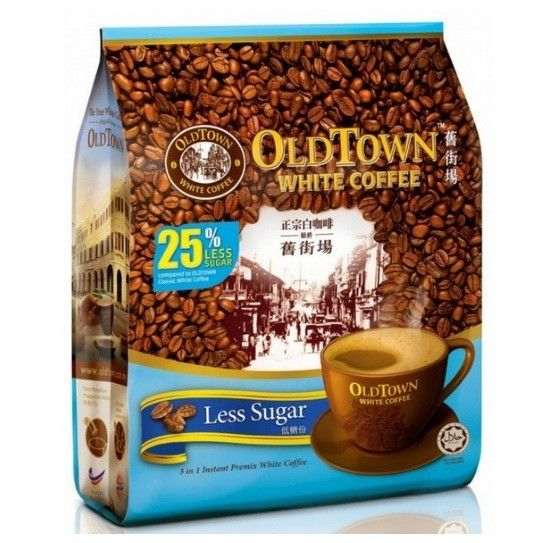 OLDTOWN
WHITE COFFEE
OLDTOWN™
WHITE COFFEE
舊街場
正宗白咖啡
舊街場
25%
LESS
SUGAR
compared to OLDTOWN
Classic White Coffee
OLDTOWN
WHITE COFFEE
Less Sugar
低糖份
3 in 1 Instant Premix White Coffee
OLDTOWN